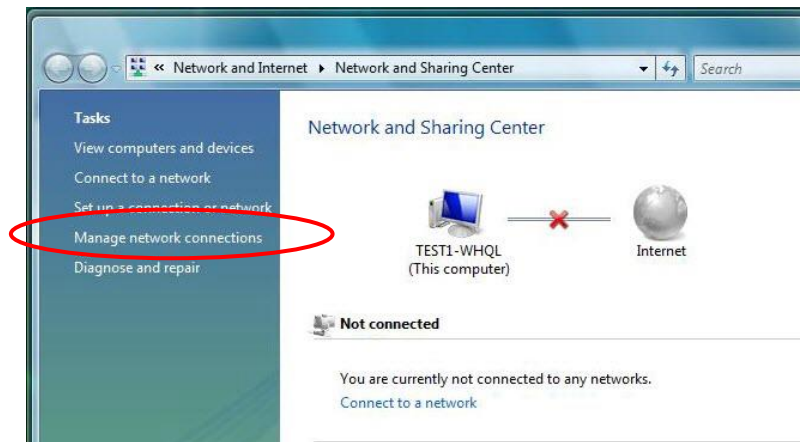 « Network and Internet ▸ Network and Sharing Center
Search
Tasks
View computers and devices
Connect to a network
Set up a connection or network
Manage network connections
Diagnose and repair
Network and Sharing Center
TEST1-WHQL
(This computer)
Internet
Not connected
You are currently not connected to any networks.
Connect to a network